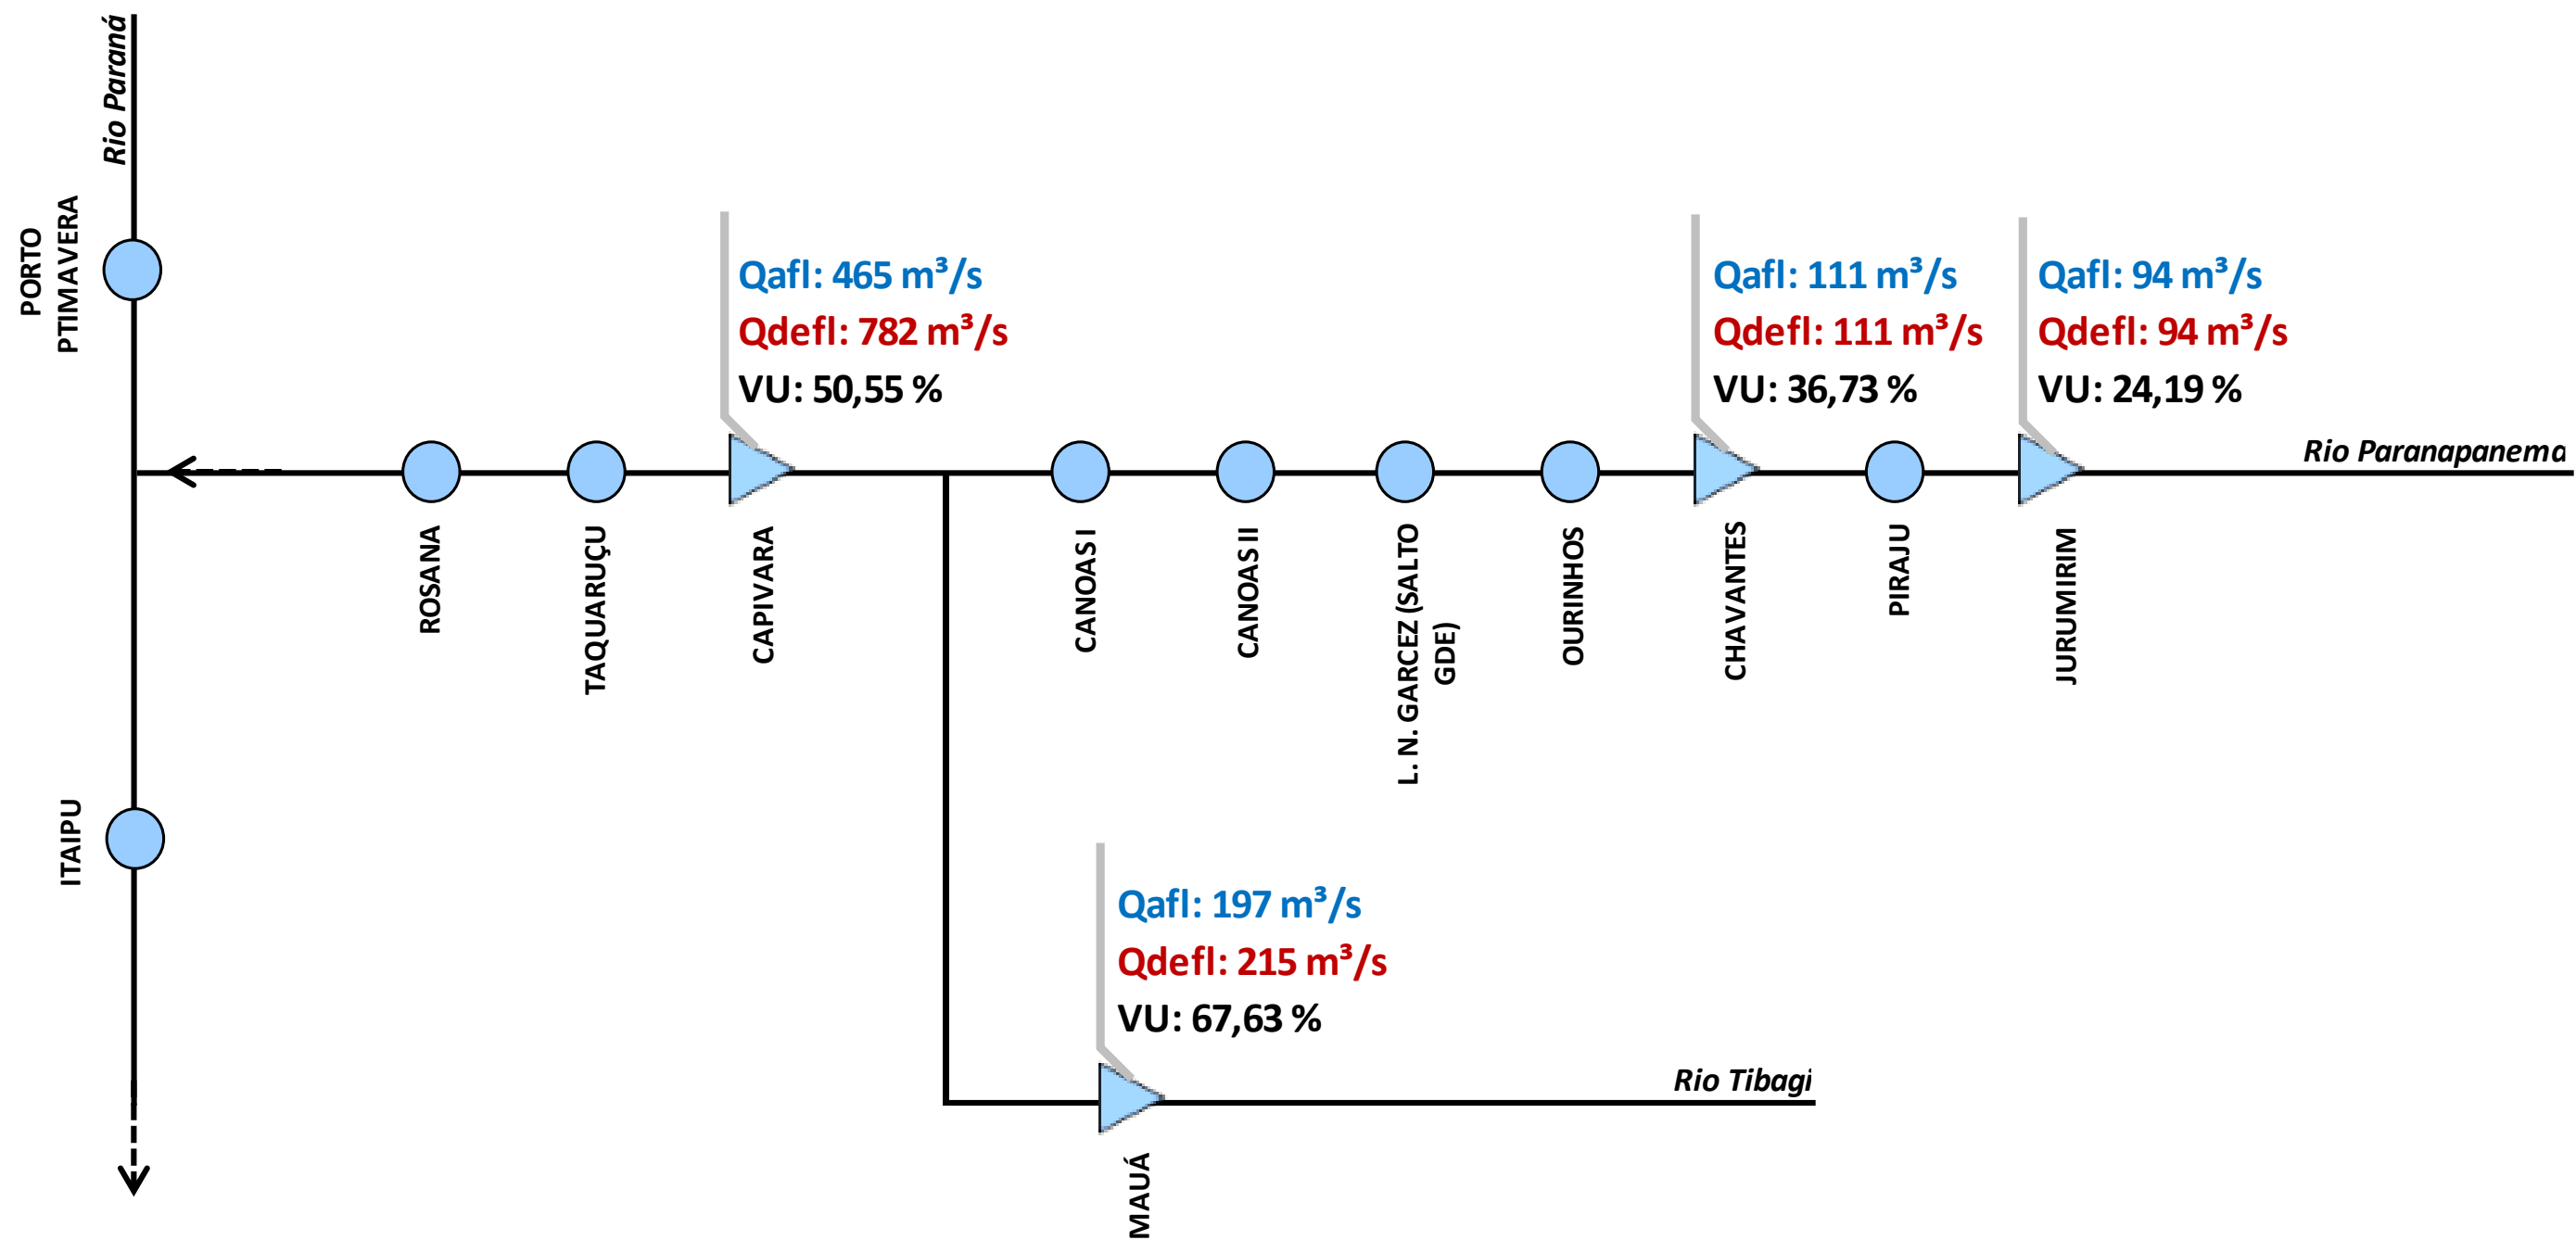 Rio Paraná
PORTO
PTIMAVERA
Qafl: 465 m³/s
Qdefl: 782 m³/s
VU: 50,55 %
Qafl: 111 m³/s
Qdefl: 111 m³/s
VU: 36,73 %
Qafl: 94 m³/s
Qdefl: 94 m³/s
VU: 24,19 %
Rio Paranapanema
ROSANA
TAQUARUÇU
CAPIVARA
CANOAS I
CANOAS II
L. N. GARCEZ (SALTO
GDE)
OURINHOS
CHAVANTES
PIRAJU
JURUMIRIM
ITAIPU
Qafl: 197 m³/s
Qdefl: 215 m³/s
VU: 67,63 %
Rio Tibagi
MAUÁ